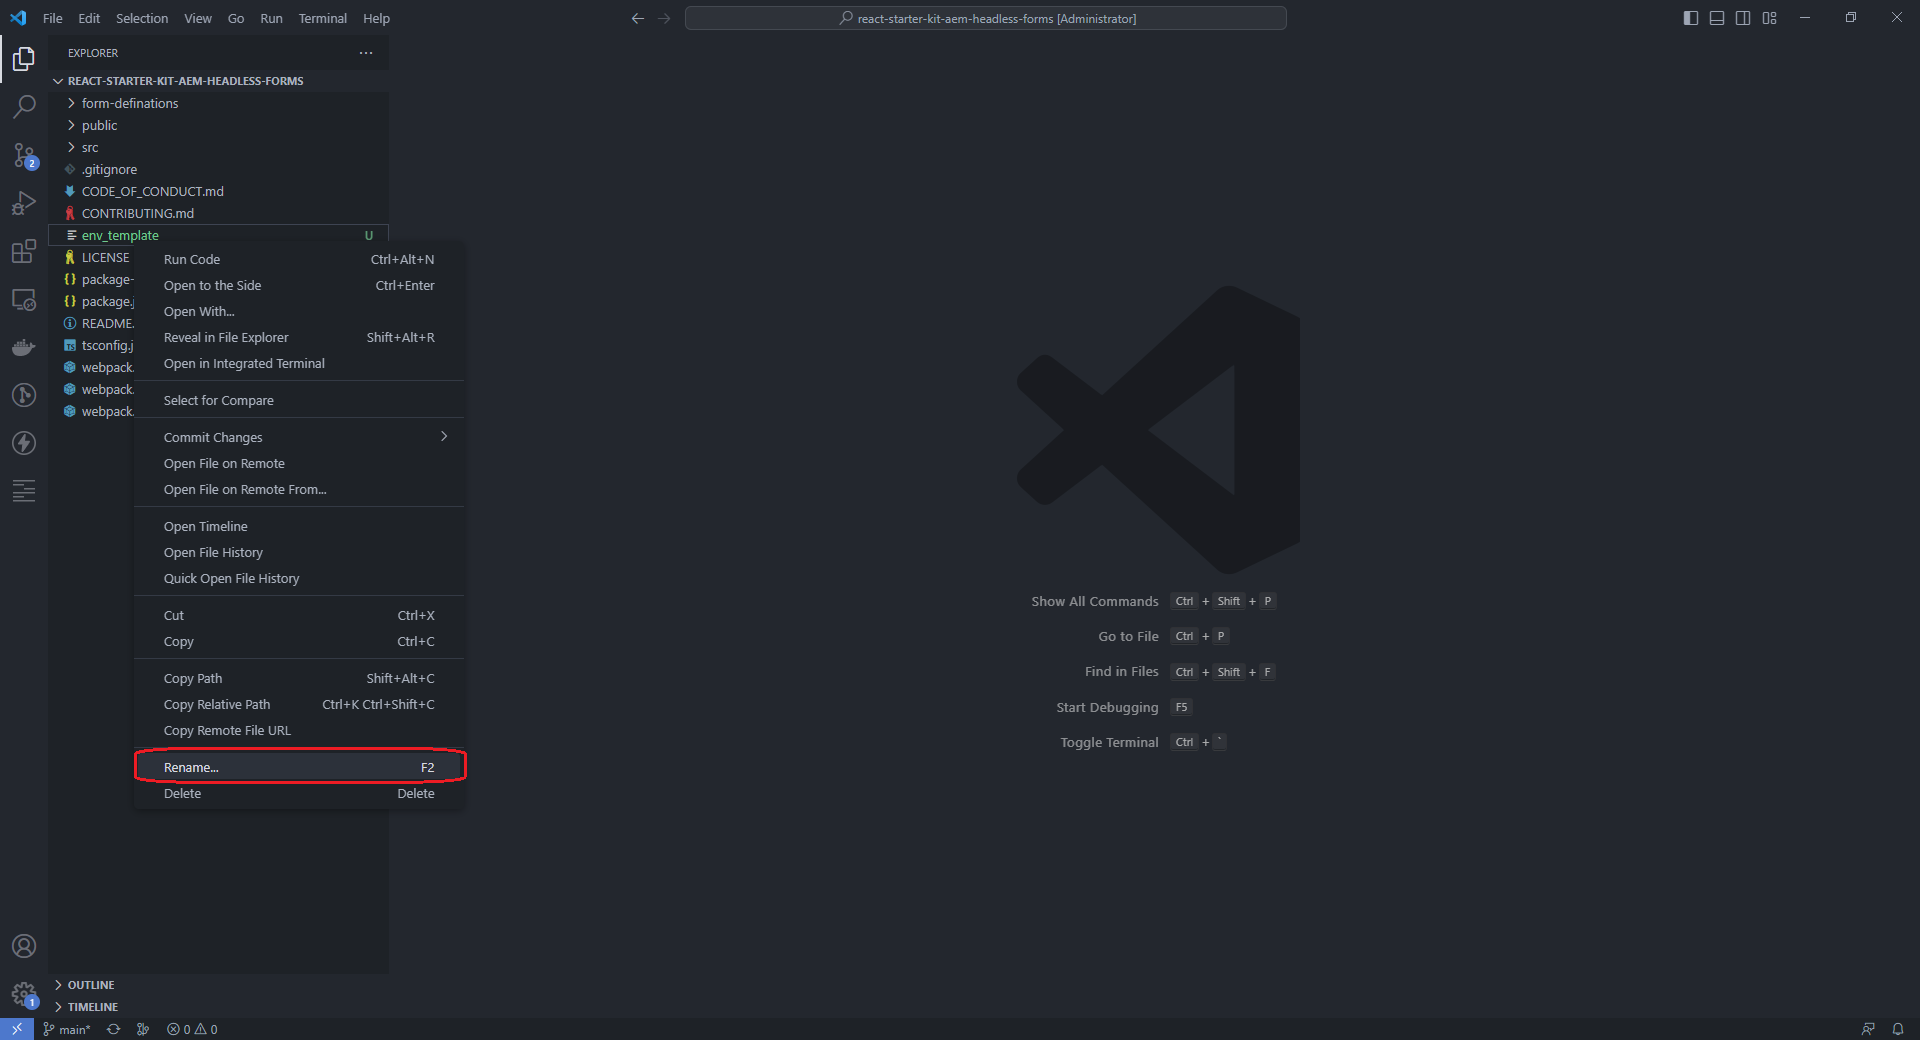 File Edit Selection View Go Run Terminal Help
react-starter-kit-aem-headless-forms [Administrator]
EXPLORER
REACT-STARTER-KIT-AEM-HEADLESS-FORMS
form-definations
public
src
.gitignore
CODE_OF_CONDUCT.md
CONTRIBUTING.md
env_template U
LICENSE
package-
package.j
README.
tsconfig.j
webpack.
webpack.
webpack.
Run Code Ctrl+Alt+N
Open to the Side Ctrl+Enter
Open With...
Reveal in File Explorer Shift+Alt+R
Open in Integrated Terminal
Select for Compare
Commit Changes
Open File on Remote
Open File on Remote From...
Open Timeline
Open File History
Quick Open File History
Cut Ctrl+X
Copy Ctrl+C
Copy Path Shift+Alt+C
Copy Relative Path Ctrl+K Ctrl+Shift+C
Copy Remote File URL
Rename... F2
Delete Delete
Show All Commands Ctrl + Shift + P
Go to File Ctrl + P
Find in Files Ctrl + Shift + F
Start Debugging F5
Toggle Terminal Ctrl + `
2
1
OUTLINE
TIMELINE
main* 0 0